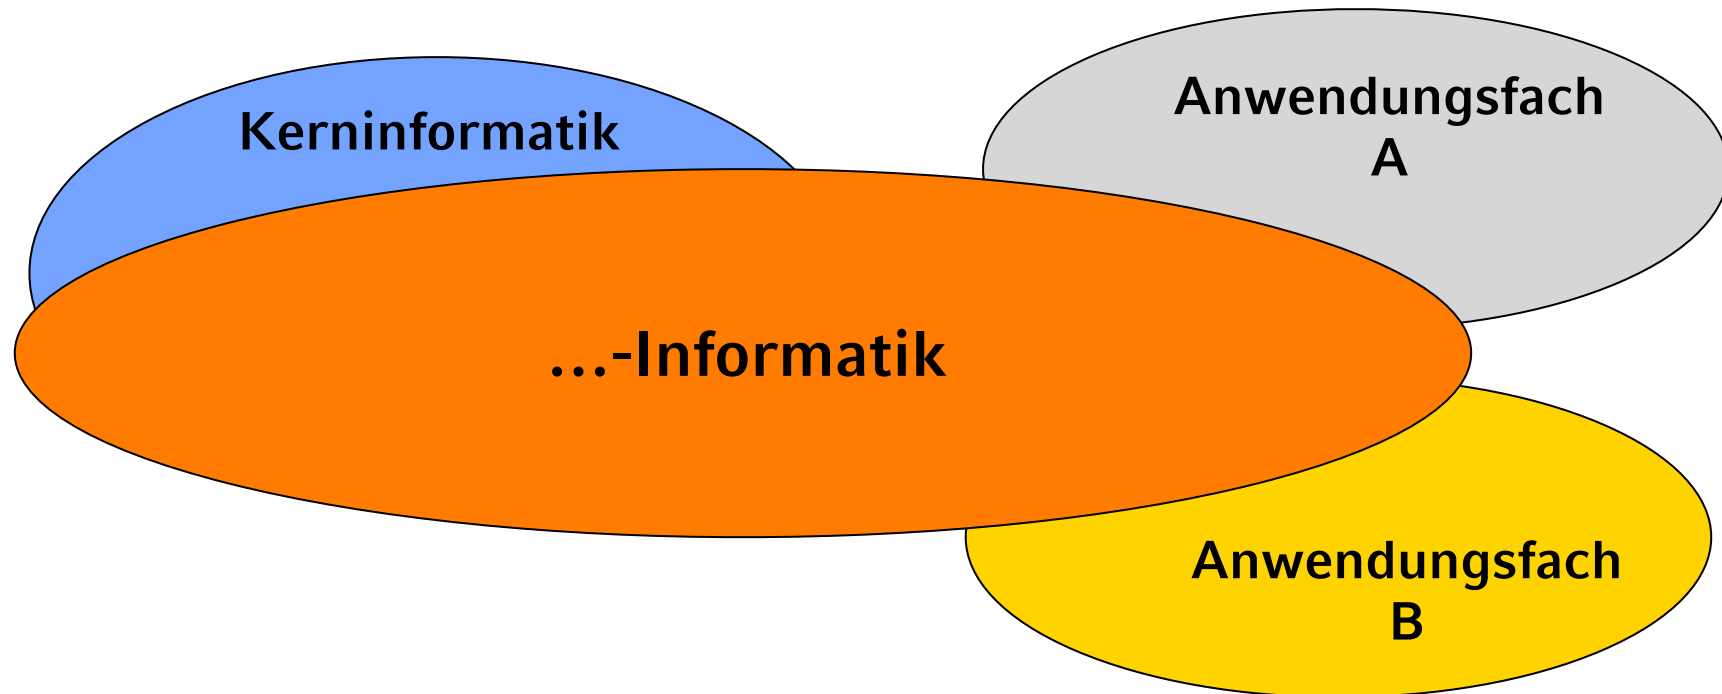 Kerninformatik
Anwendungsfach
A
…-Informatik
Anwendungsfach
B